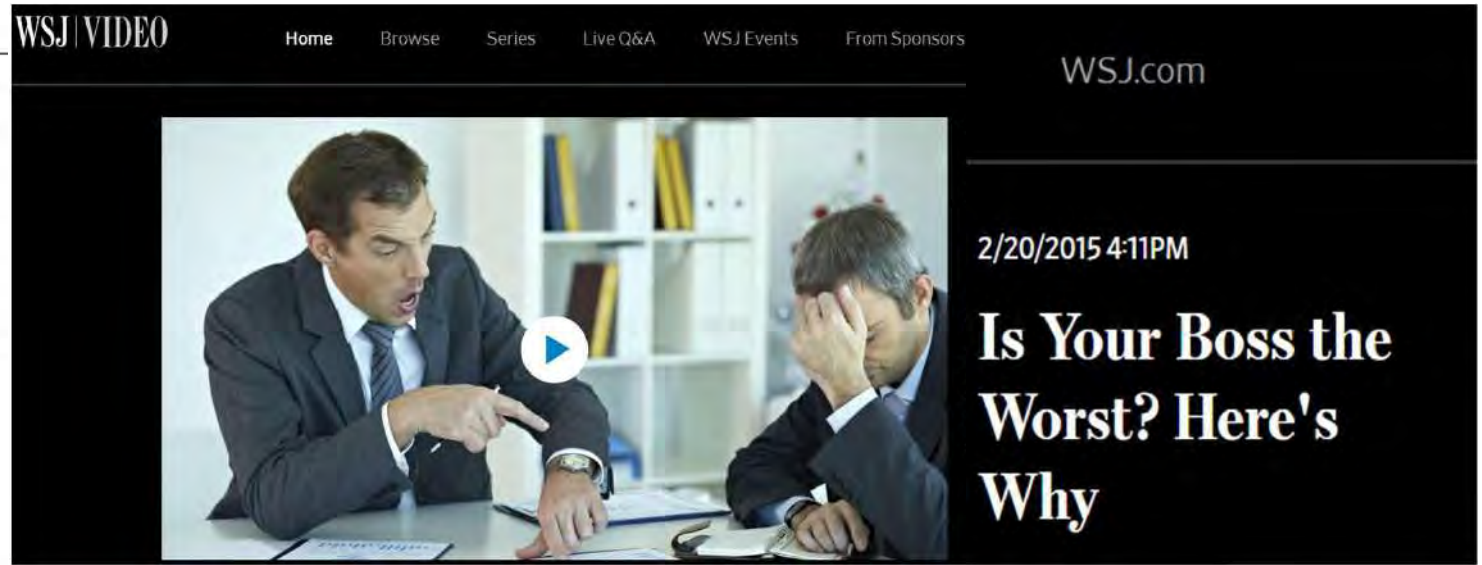 WSJ | VIDEO
Home Browse Series Live Q&A WSJ Events From Sponsors
WSJ.com
2/20/2015 4:11PM
Is Your Boss the
Worst? Here's
Why